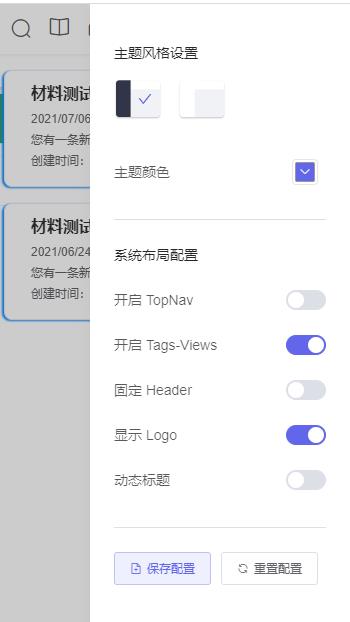 材料测试
2021/07/06
您有一条新
创建时间:
材料测试
2021/06/24
您有一条新
创建时间:
主题风格设置
主题颜色
系统布局配置
开启 TopNav
开启 Tags-Views
固定 Header
显示 Logo
动态标题
保存配置
重置配置